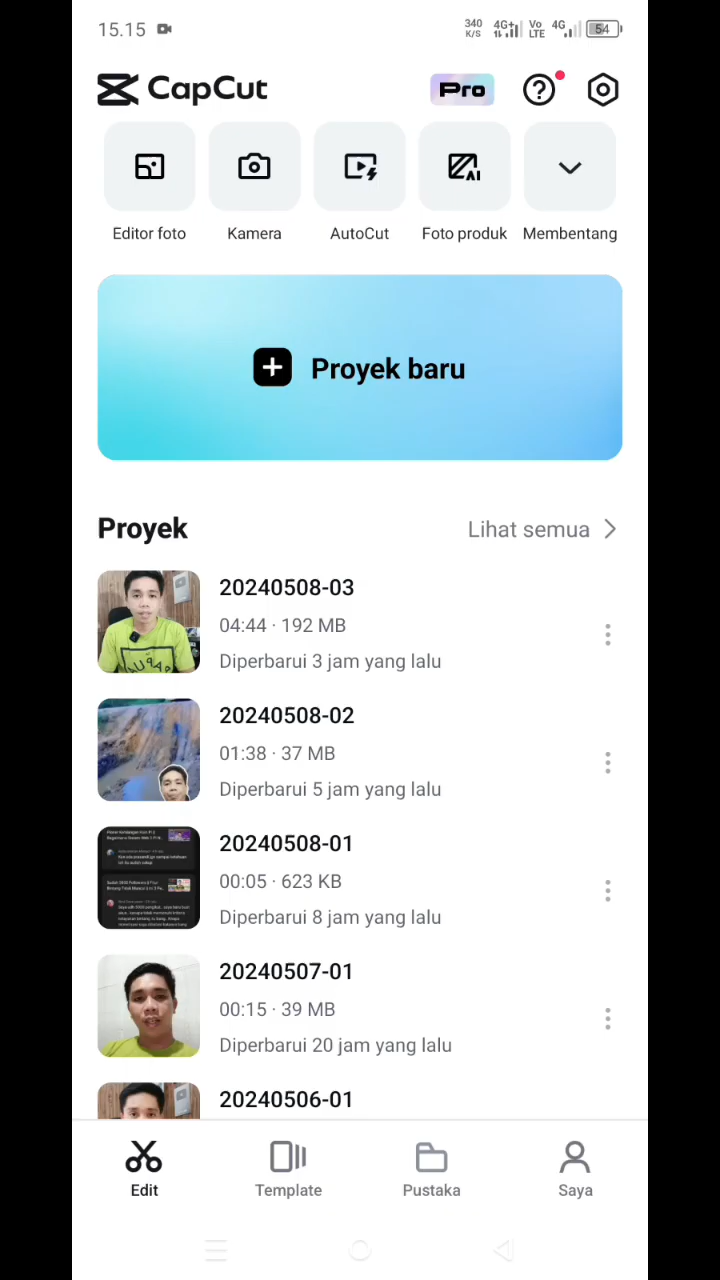 15.15
340 K/S 4G+ Vo LTE 4G 54
CapCut
Pro
Editor foto
Kamera
AutoCut
Foto produk
Membentang
Proyek baru
Proyek
Lihat semua
20240508-03
04:44 · 192 MB
Diperbarui 3 jam yang lalu
20240508-02
01:38 · 37 MB
Diperbarui 5 jam yang lalu
20240508-01
00:05 · 623 KB
Diperbarui 8 jam yang lalu
20240507-01
00:15 · 39 MB
Diperbarui 20 jam yang lalu
20240506-01
Edit
Template
Pustaka
Saya